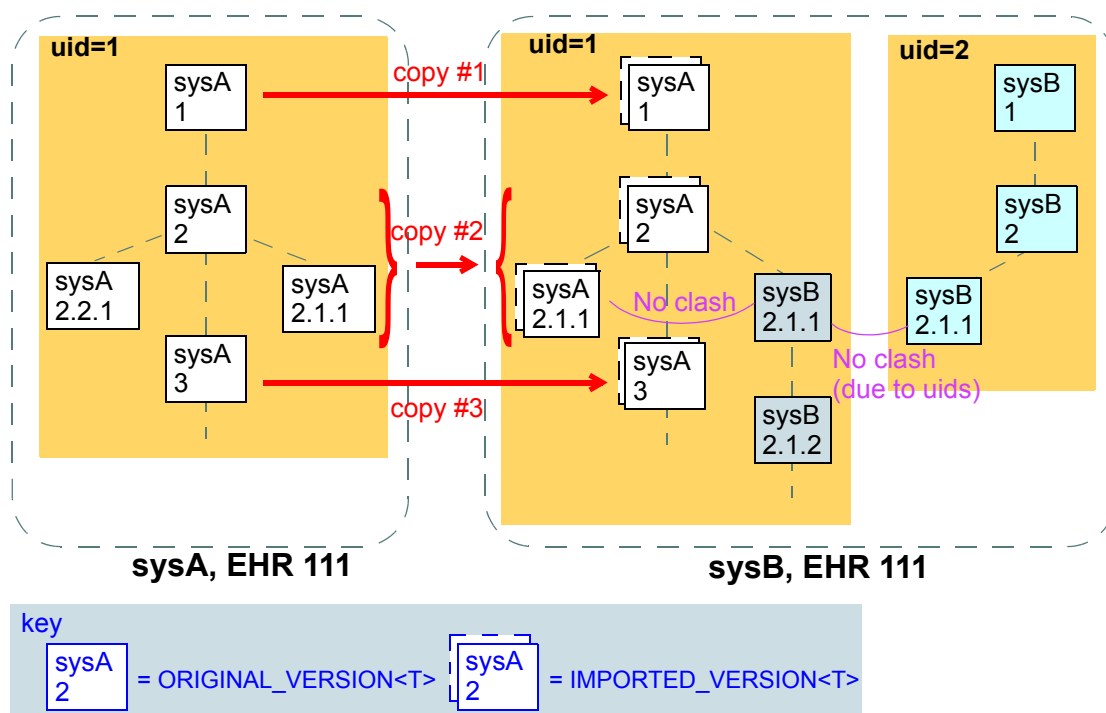 uid=1
sysA
1
sysA
2
sysA
2.2.1
sysA
2.1.1
sysA
3
copy #1
copy #2
copy #3
uid=1
sysA
1
sysA
2
sysA
2.1.1
No clash
sysB
2.1.1
sysA
3
sysB
2.1.2
uid=2
sysB
1
sysB
2
sysB
2.1.1
No clash
(due to uids)
sysA, EHR 111
sysB, EHR 111
key
sysA
2
= ORIGINAL_VERSION<T>
sysA
2
= IMPORTED_VERSION<T>